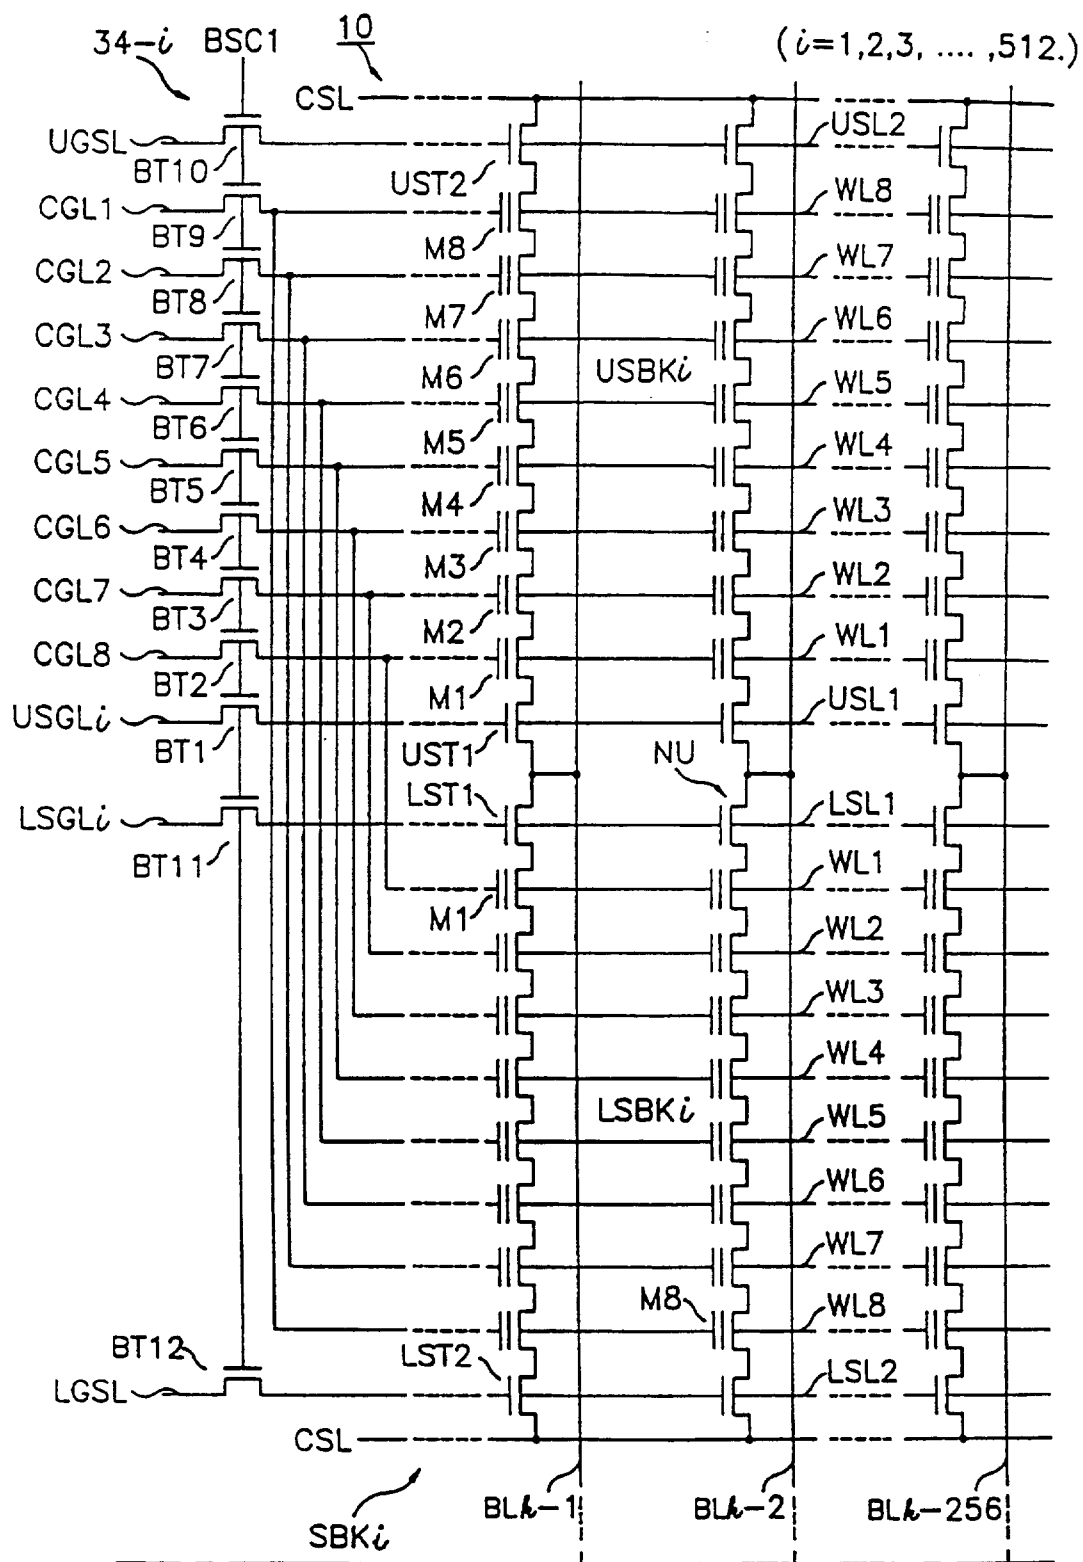 34-i BSC1 10 (i=1,2,3, .... ,512.)
CSL
UGSL USL2
BT10 UST2
CGL1 WL8
BT9 M8
CGL2 WL7
BT8 M7
CGL3 WL6
BT7 M6 USBKi
CGL4 WL5
BT6 M5
CGL5 WL4
BT5 M4
CGL6 WL3
BT4 M3
CGL7 WL2
BT3 M2
CGL8 WL1
BT2 M1
USGLi USL1
BT1 UST1 NU
LST1
LSGLi LSL1
BT11 WL1
M1
WL2
WL3
WL4
LSBKi WL5
WL6
WL7
M8 WL8
BT12 LST2
LGSL LSL2
CSL
SBKi BLk-1 BLk-2 BLk-256